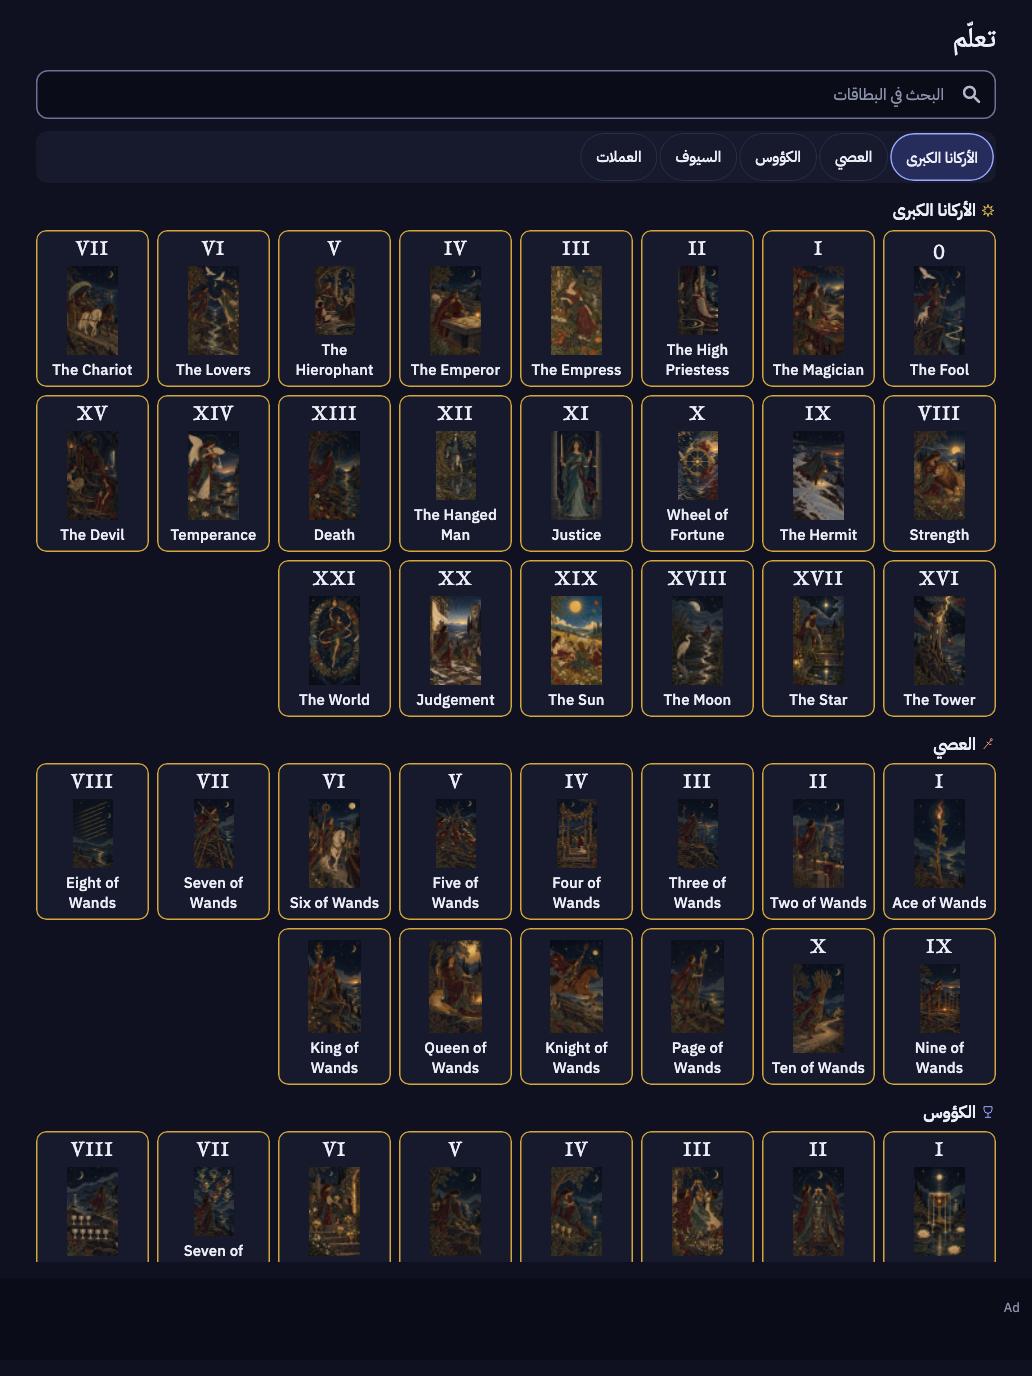 تعلّم
البحث في البطاقات
الأركانا الكبرى
العصي
الكؤوس
السيوف
العملات
الأركانا الكبرى
0
The Fool
I
The Magician
II
The High
Priestess
III
The Empress
IV
The Emperor
V
The
Hierophant
VI
The Lovers
VII
The Chariot
VIII
Strength
IX
The Hermit
X
Wheel of
Fortune
XI
Justice
XII
The Hanged
Man
XIII
Death
XIV
Temperance
XV
The Devil
XVI
The Tower
XVII
The Star
XVIII
The Moon
XIX
The Sun
XX
Judgement
XXI
The World
العصي
I
Ace of Wands
II
Two of Wands
III
Three of
Wands
IV
Four of
Wands
V
Five of
Wands
VI
Six of Wands
VII
Seven of
Wands
VIII
Eight of
Wands
IX
Nine of
Wands
X
Ten of Wands
Page of
Wands
Knight of
Wands
Queen of
Wands
King of
Wands
الكؤوس
I
II
III
IV
V
VI
VII
Seven of
VIII
Ad